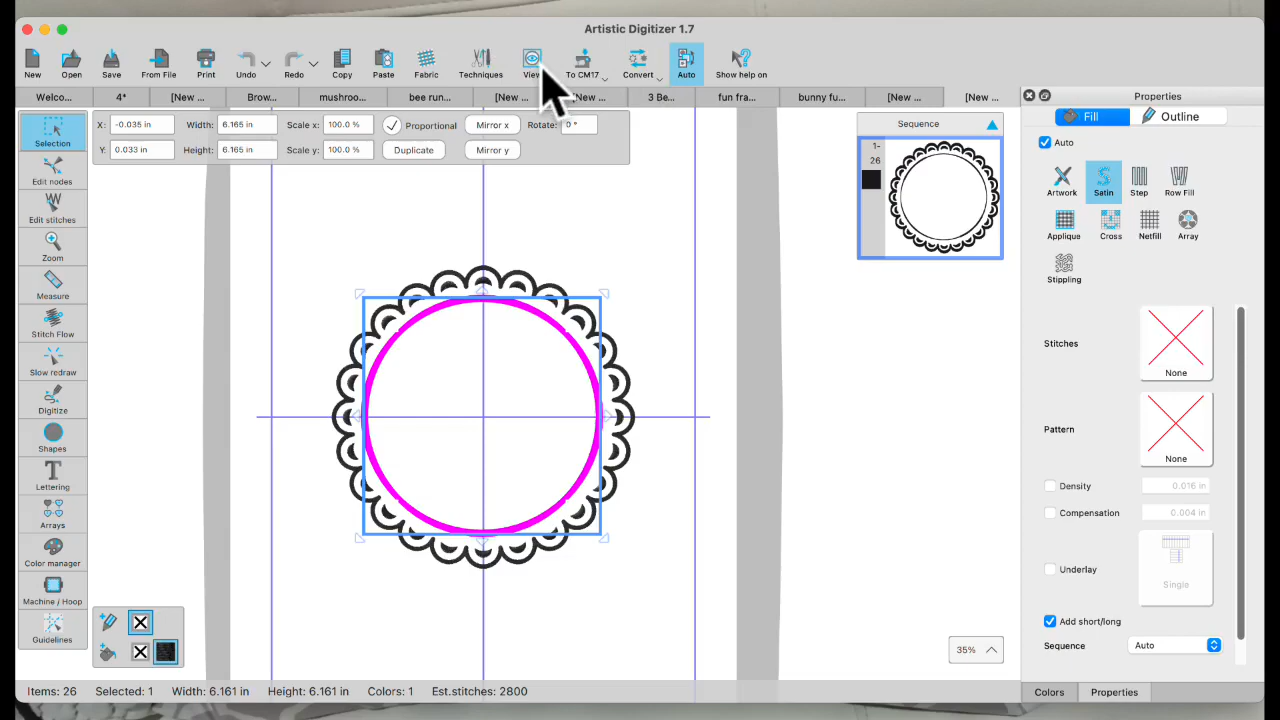 Artistic Digitizer 1.7
New Open Save From File Print Undo Redo Copy Paste Fabric Techniques View To CM17 Convert Auto Show help on
Welco... 4* [New ... Brow... mushroo... bee run... [New ... [New ... 3 Be... fun fra... bunny fu... [New ... [New ...
Properties
X: -0.035 in Width: 6.165 in Scale x: 100.0 % Proportional Mirror x Rotate: 0 °
Y: 0.033 in Height: 6.165 in Scale y: 100.0 % Duplicate Mirror y
Selection
Edit nodes
Edit stitches
Zoom
Measure
Stitch Flow
Slow redraw
Digitize
Shapes
Lettering
Arrays
Color manager
Machine / Hoop
Guidelines
Sequence
1-
26
35%
Fill Outline
Auto
Artwork Satin Step Row Fill
Applique Cross Netfill Array
Stippling
Stitches
None
Pattern
None
Density 0.016 in
Compensation 0.004 in
Underlay
Single
Add short/long
Sequence Auto
Colors Properties
Items: 26 Selected: 1 Width: 6.161 in Height: 6.161 in Colors: 1 Est.stitches: 2800